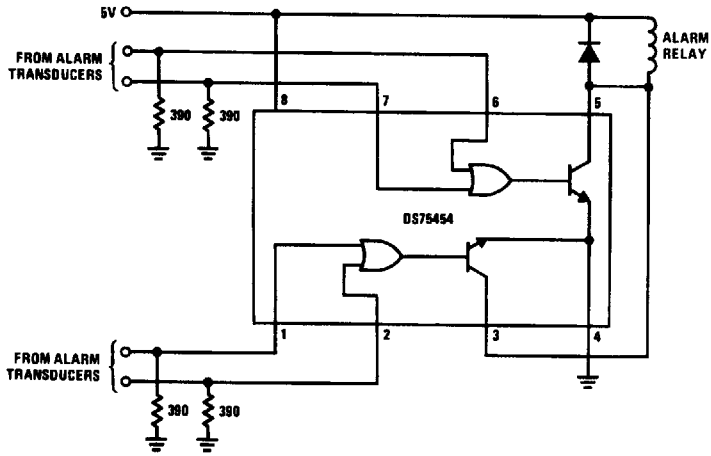 5V
FROM ALARM
TRANSDUCERS
390
390
8
7
6
5
ALARM
RELAY
DS75454
1
2
3
4
FROM ALARM
TRANSDUCERS
390
390